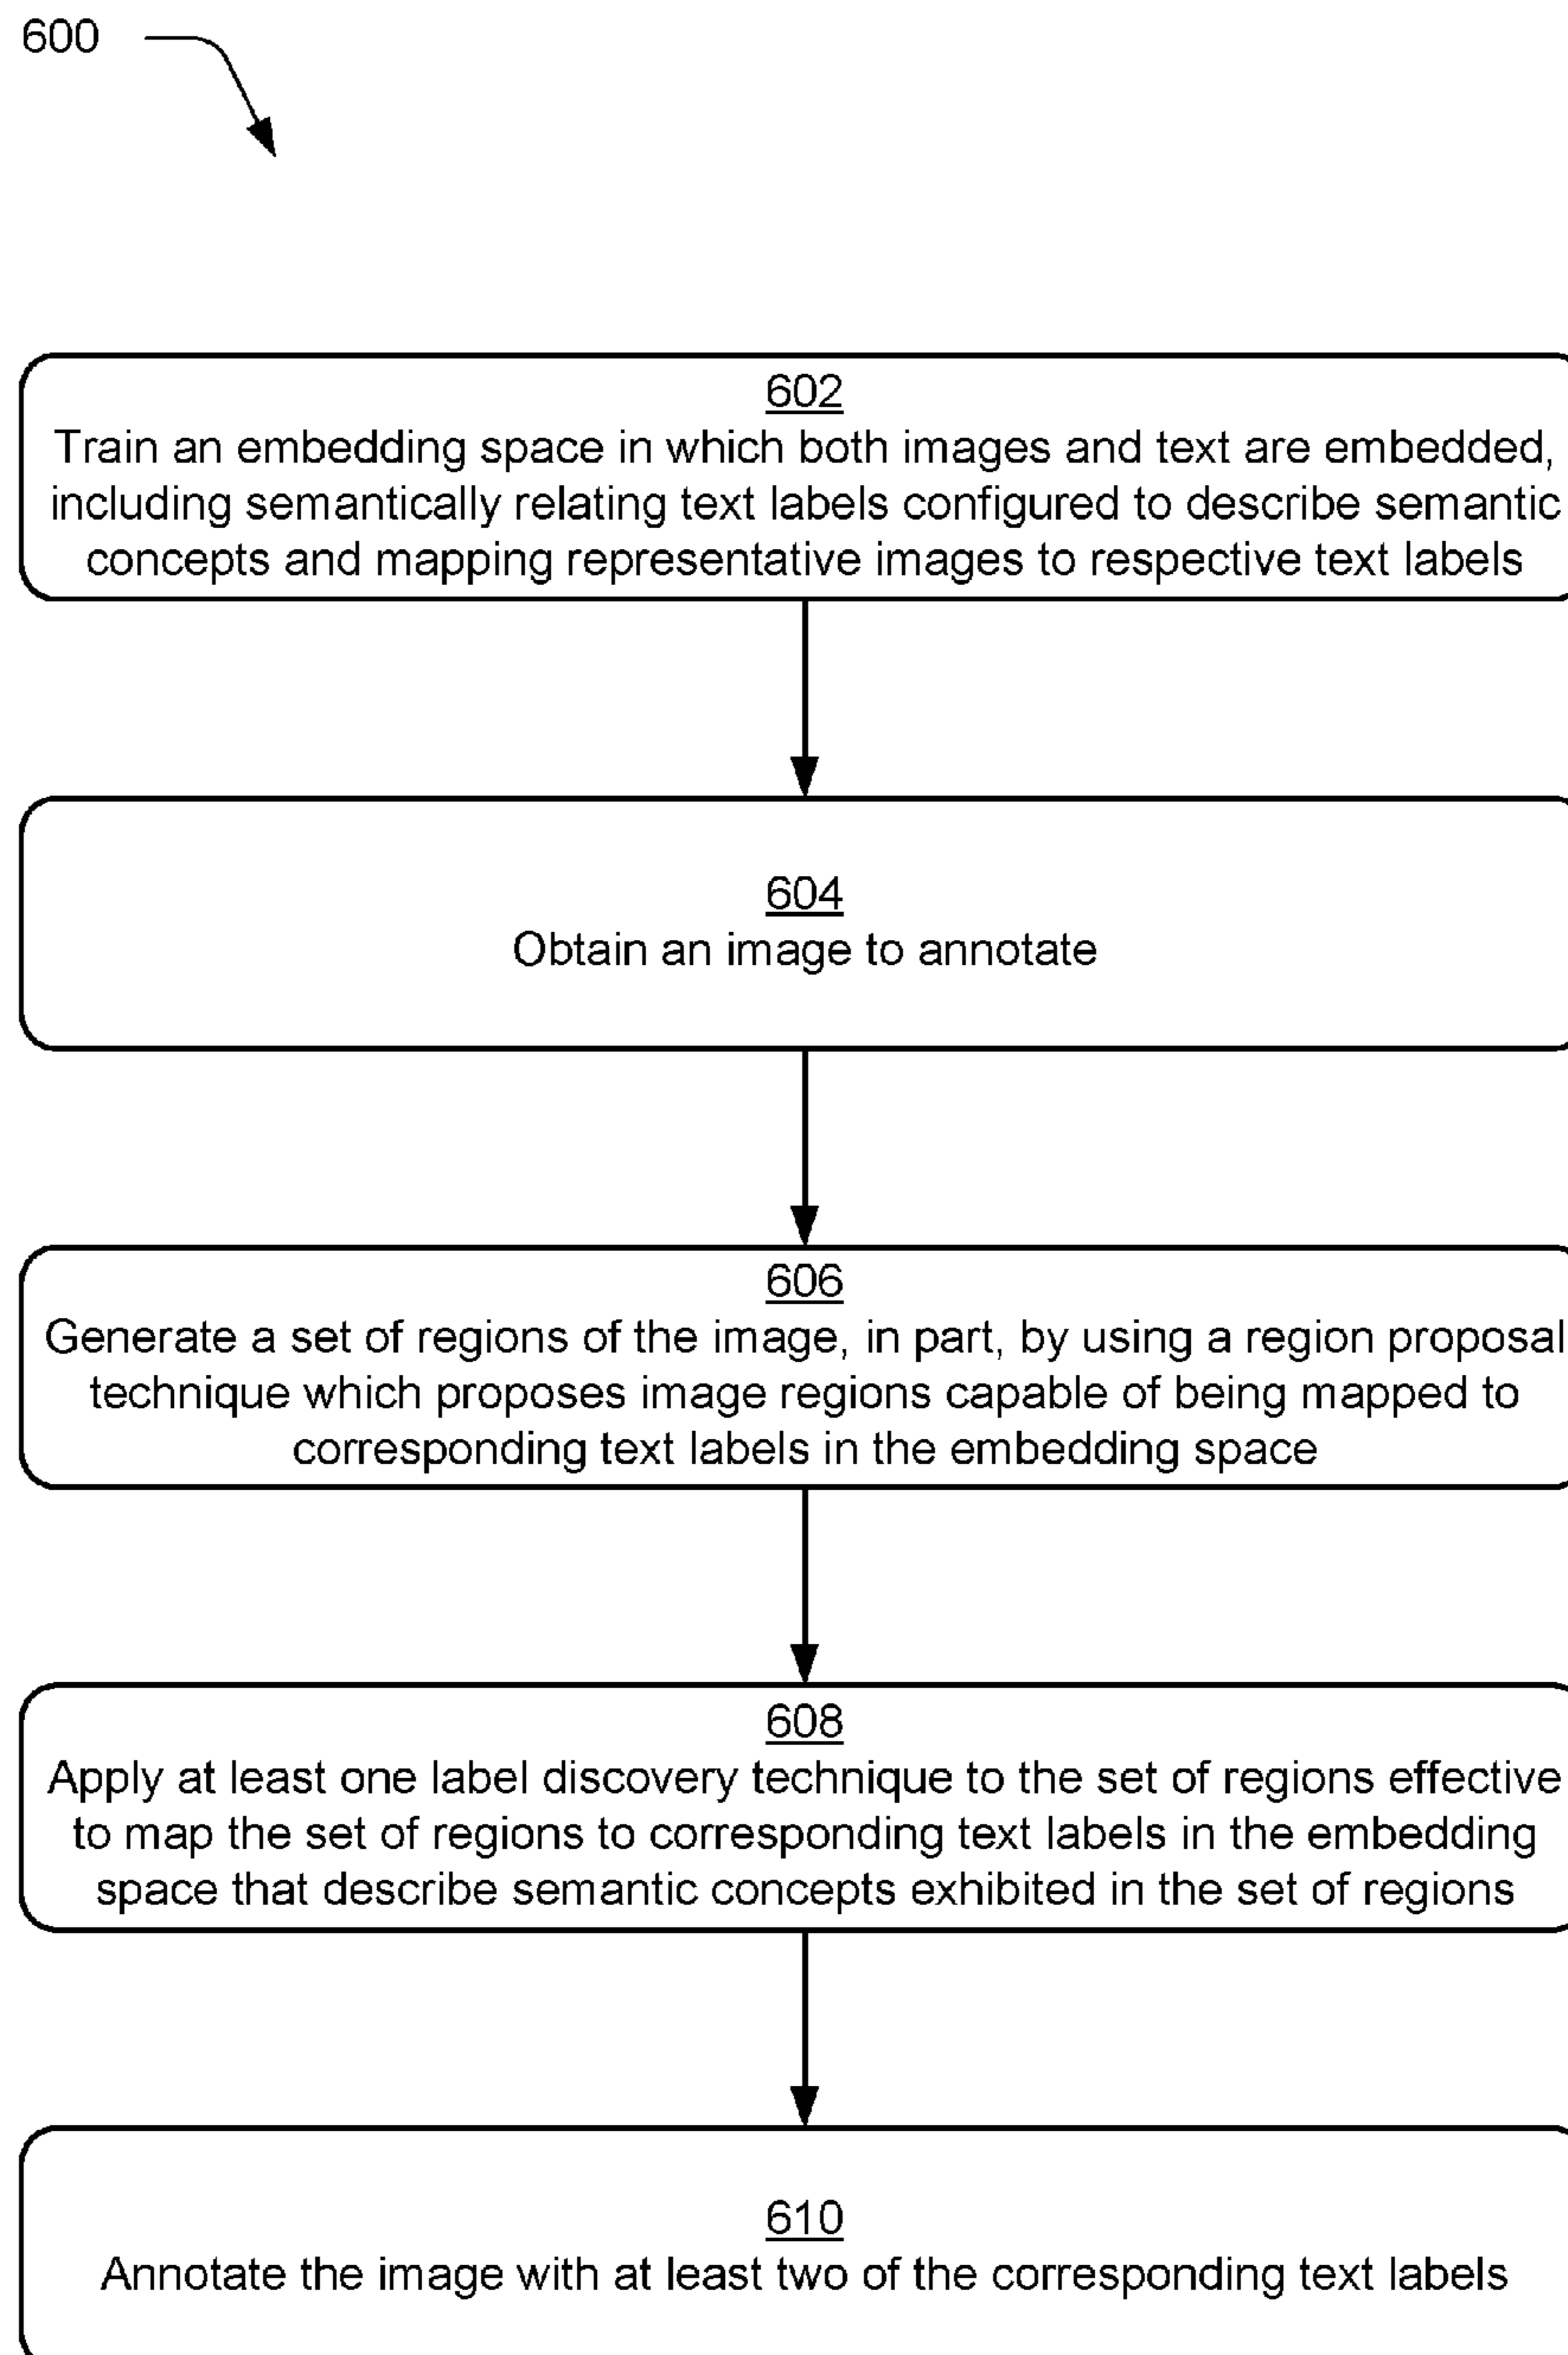 600
602
Train an embedding space in which both images and text are embedded,
including semantically relating text labels configured to describe semantic
concepts and mapping representative images to respective text labels
604
Obtain an image to annotate
606
Generate a set of regions of the image, in part, by using a region proposal
technique which proposes image regions capable of being mapped to
corresponding text labels in the embedding space
608
Apply at least one label discovery technique to the set of regions effective
to map the set of regions to corresponding text labels in the embedding
space that describe semantic concepts exhibited in the set of regions
610
Annotate the image with at least two of the corresponding text labels